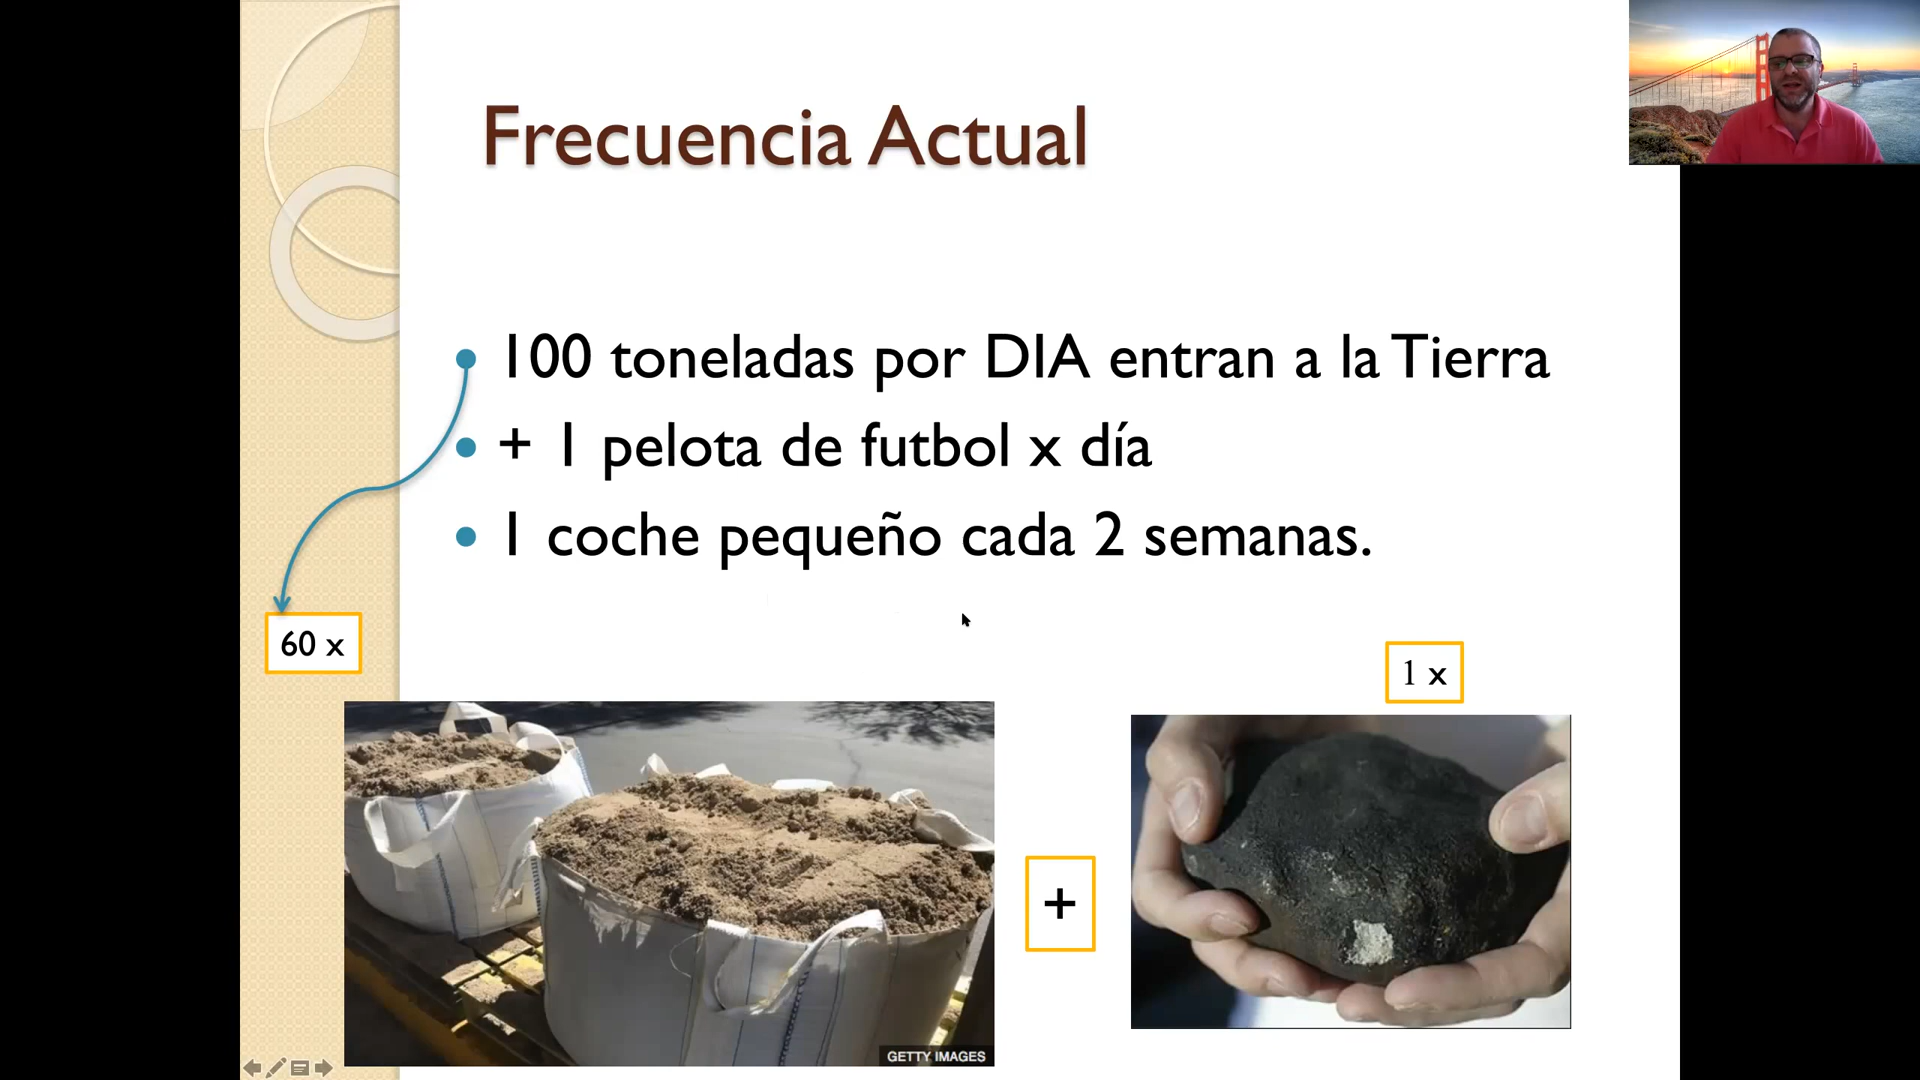 Frecuencia Actual
100 toneladas por DIA entran a la Tierra
+ 1 pelota de futbol x día
1 coche pequeño cada 2 semanas.
60 x
1 x
+
GETTY IMAGES